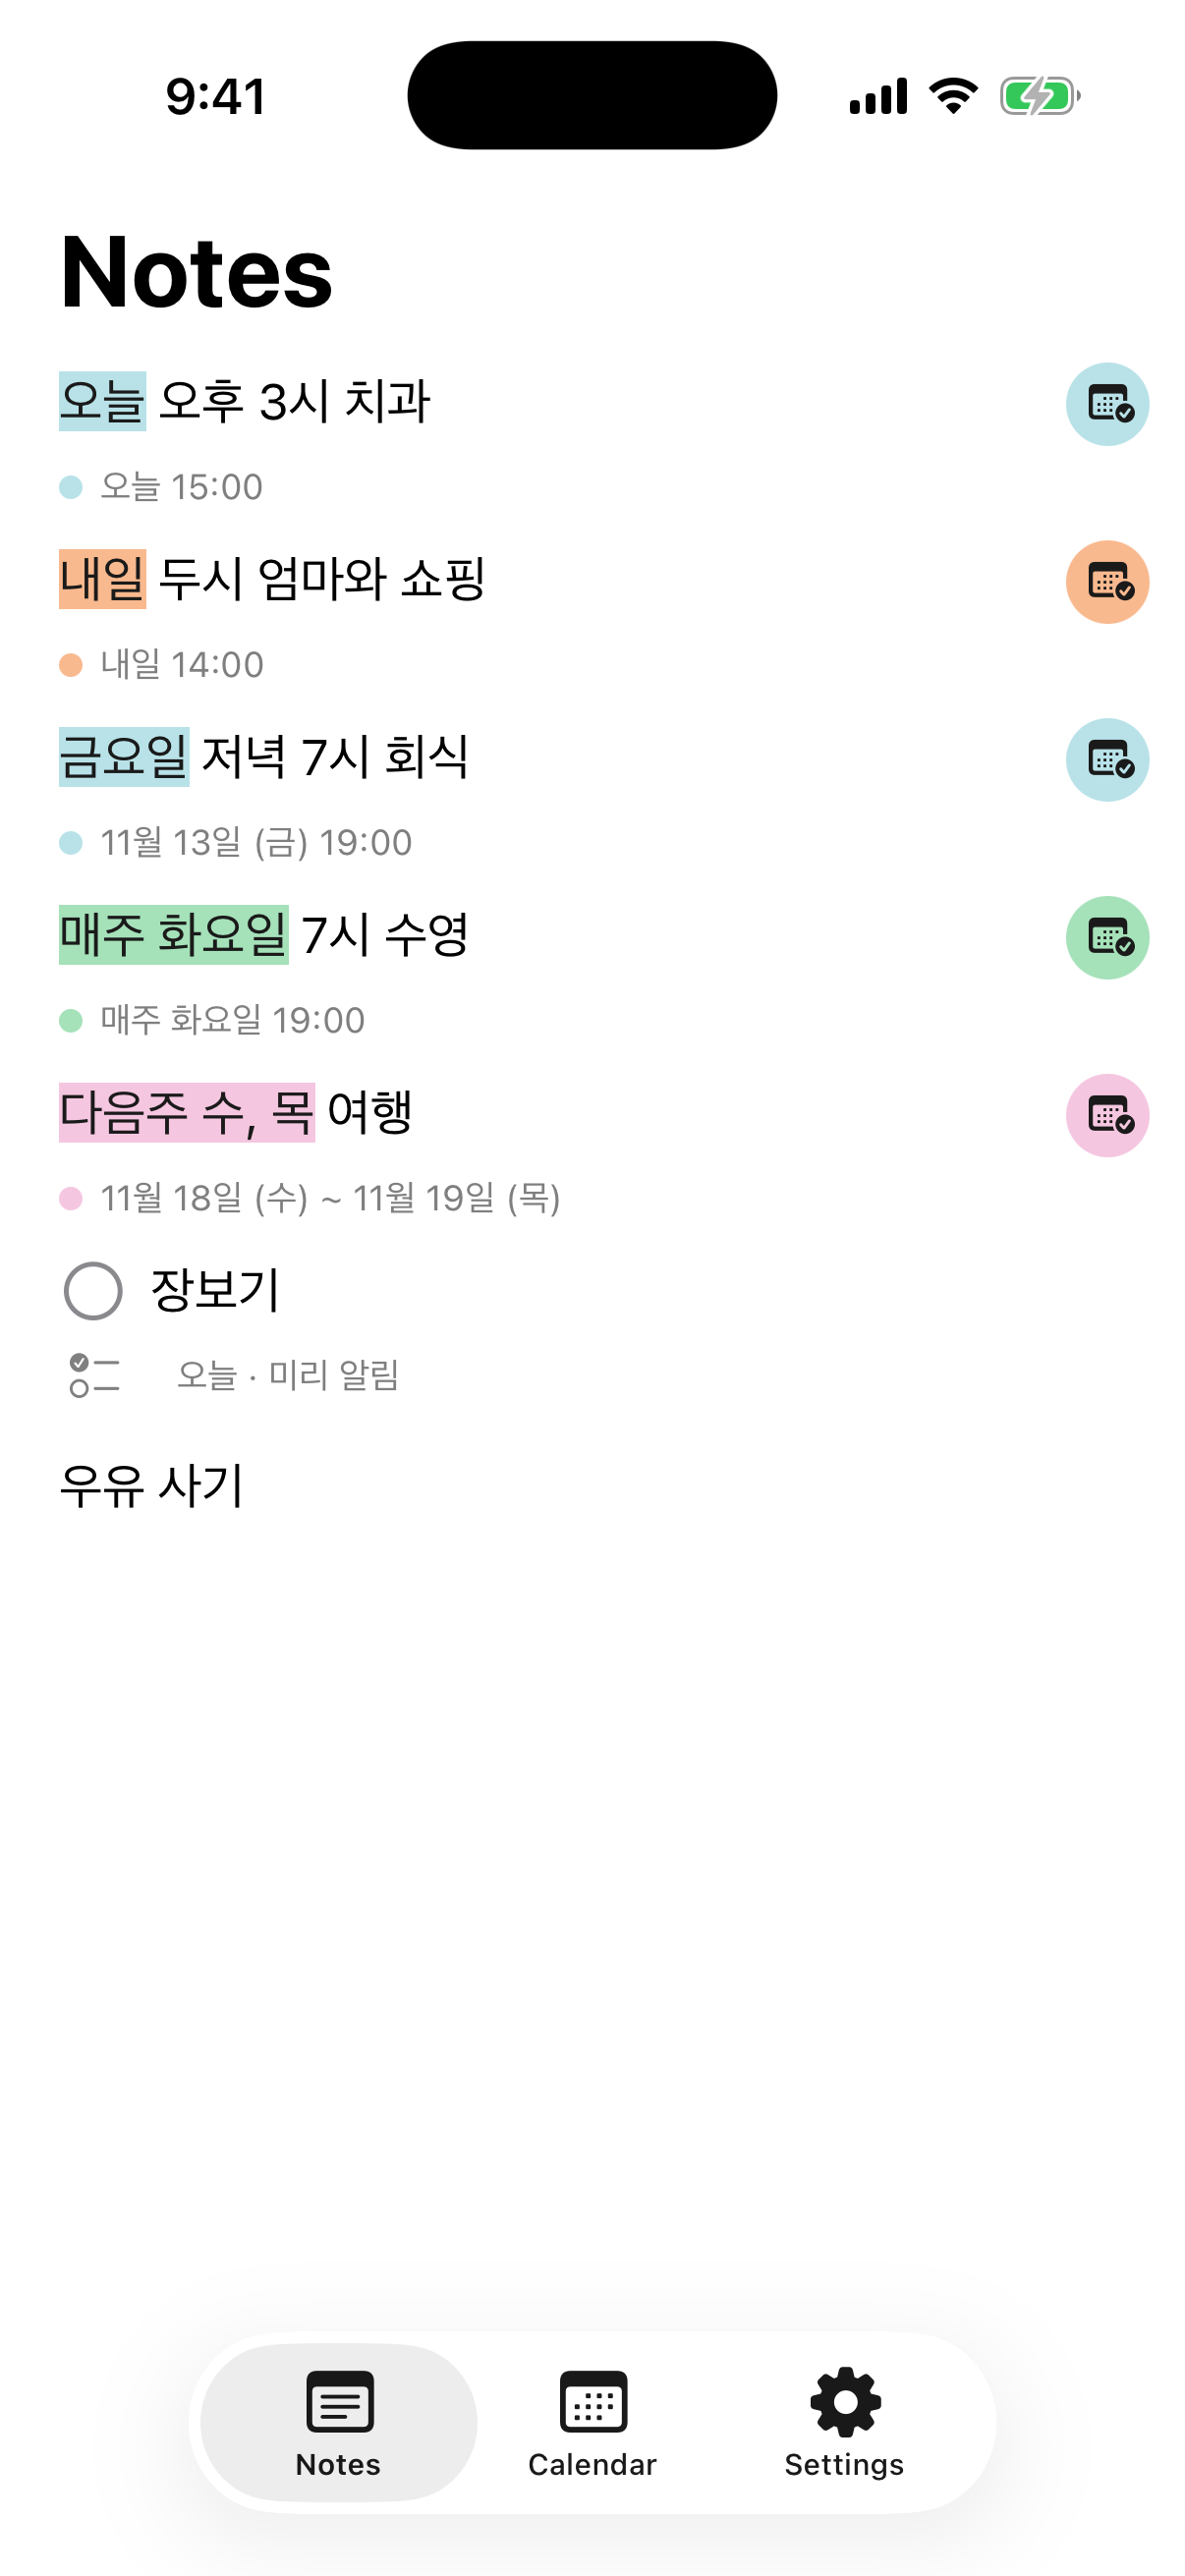 9:41
Notes
오늘 오후 3시 치과
오늘 15:00
내일 두시 엄마와 쇼핑
내일 14:00
금요일 저녁 7시 회식
11월 13일 (금) 19:00
매주 화요일 7시 수영
매주 화요일 19:00
다음주 수, 목 여행
11월 18일 (수) ~ 11월 19일 (목)
장보기
오늘 · 미리 알림
우유 사기
Notes
Calendar
Settings